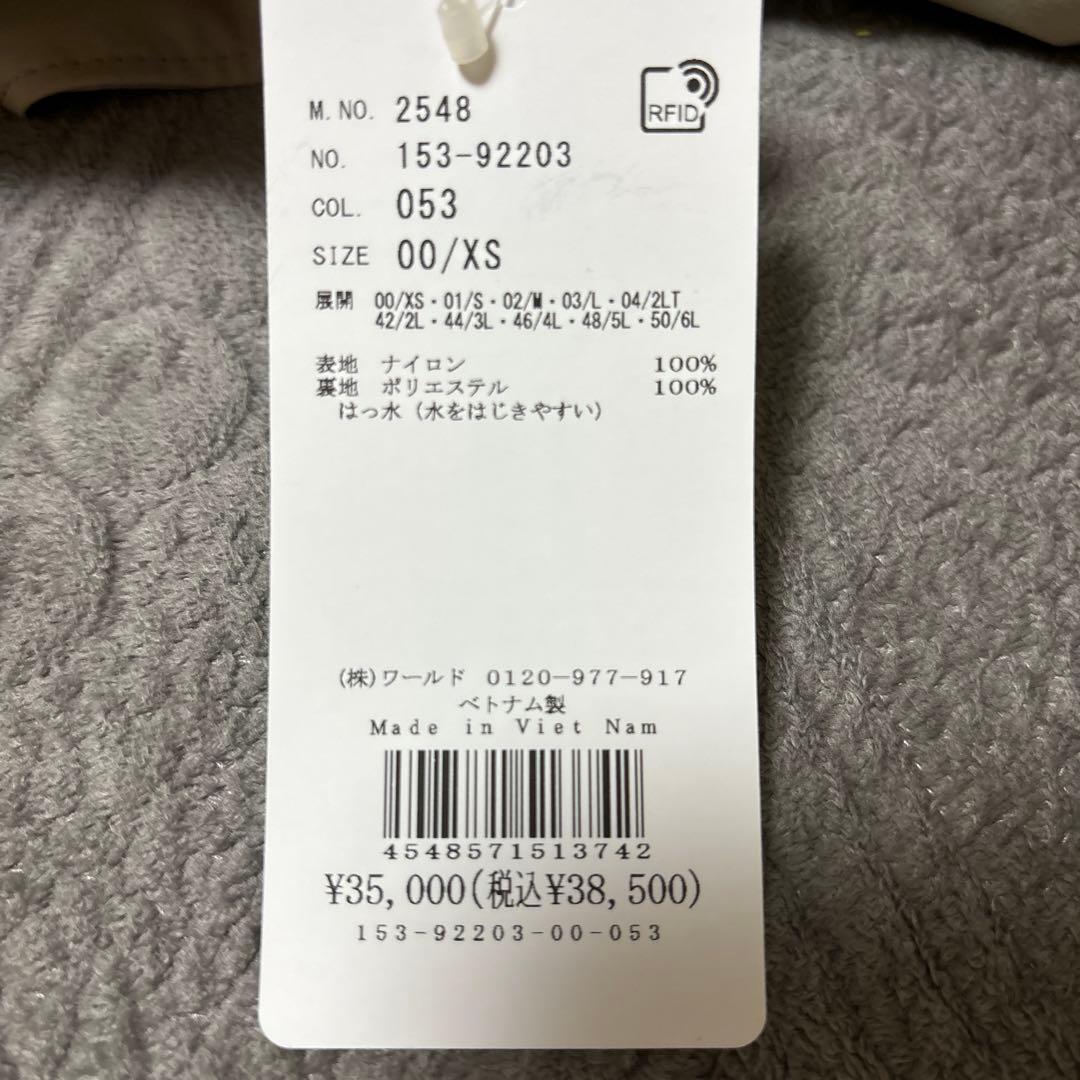 RFID
M.NO. 2548
NO. 153-92203
COL. 053
SIZE 00/XS
展開 00/XS・01/S・02/M・03/L・04/2LT
42/2L・44/3L・46/4L・48/5L・50/6L
表地 ナイロン 100%
裏地 ポリエステル 100%
はっ水(水をはじきやすい)
(株)ワールド 0120-977-917
ベトナム製
Made in Viet Nam
4548571513742
¥35,000(税込¥38,500)
153-92203-00-053